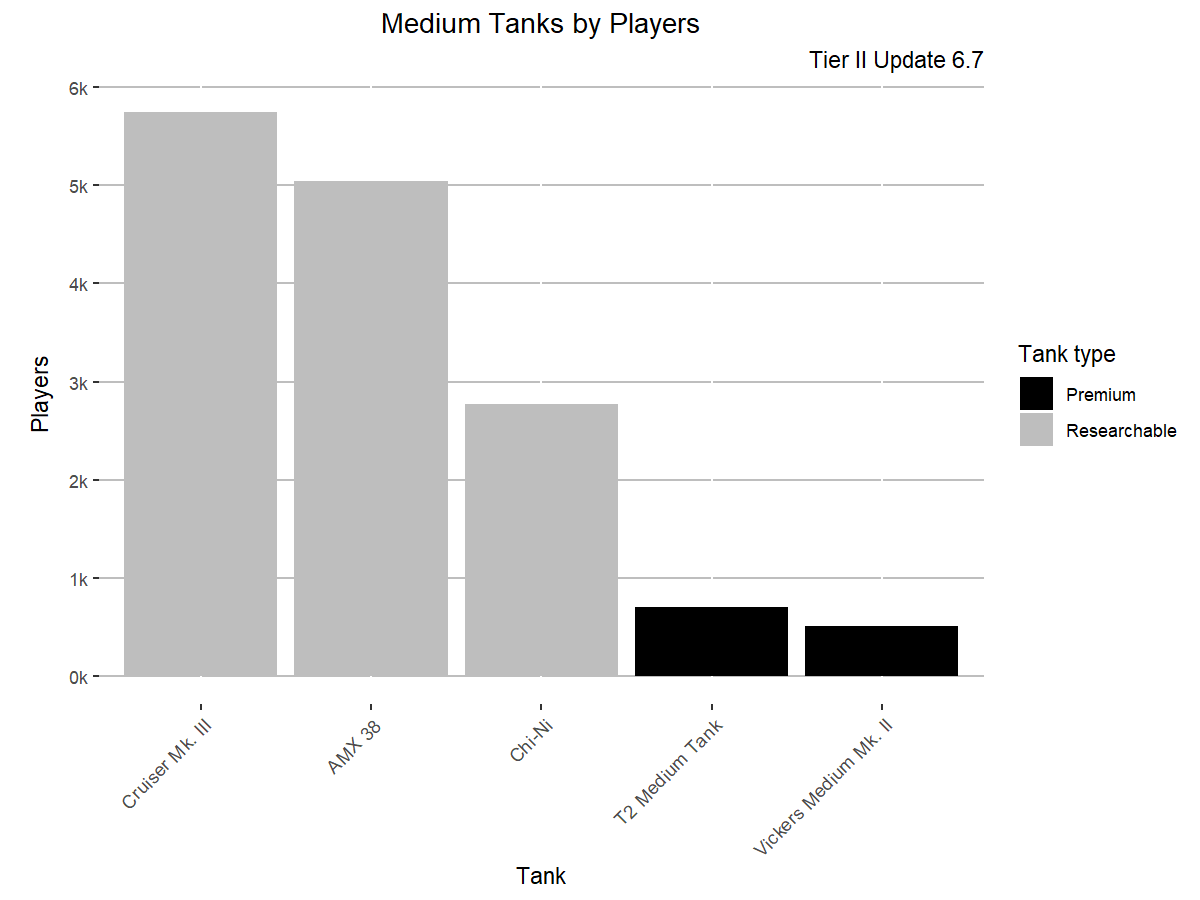 Medium Tanks by Players
Tier II Update 6.7
6k
5k
4k
3k
2k
1k
0k
Players
Cruiser Mk. III
AMX 38
Chi-Ni
T2 Medium Tank
Vickers Medium Mk. II
Tank
Tank type
Premium
Researchable